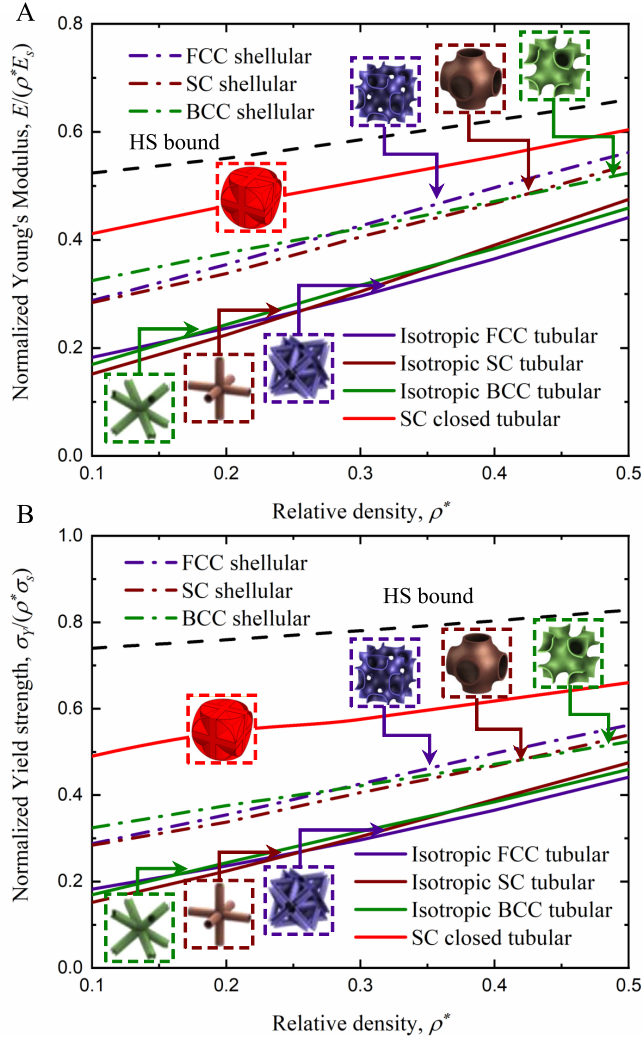 A
Normalized Young's Modulus, E/(ρ*E_s)
0.8
0.6
0.4
0.2
0.0
FCC shellular
SC shellular
BCC shellular
HS bound
Isotropic FCC tubular
Isotropic SC tubular
Isotropic BCC tubular
SC closed tubular
0.1
0.2
0.3
0.4
0.5
Relative density, ρ*
B
Normalized Yield strength, σ_Y/(ρ*σ_s)
1.0
0.8
0.6
0.4
0.2
0.0
FCC shellular
SC shellular
BCC shellular
HS bound
Isotropic FCC tubular
Isotropic SC tubular
Isotropic BCC tubular
SC closed tubular
0.1
0.2
0.3
0.4
0.5
Relative density, ρ*